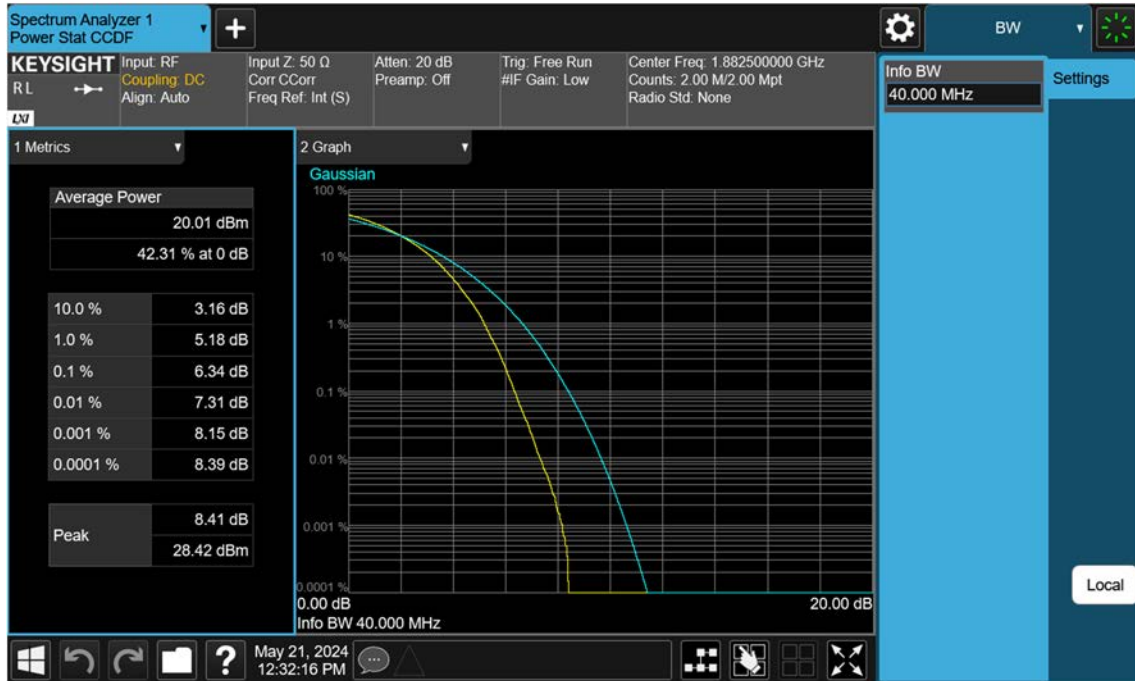 Spectrum Analyzer 1
Power Stat CCDF
BW
KEYSIGHT
RL
LXI
Input: RF
Coupling: DC
Align: Auto
Input Z: 50 Ω
Corr CCorr
Freq Ref: Int (S)
Atten: 20 dB
Preamp: Off
Trig: Free Run
#IF Gain: Low
Center Freq: 1.882500000 GHz
Counts: 2.00 M/2.00 Mpt
Radio Std: None
Info BW
40.000 MHz
Settings
1 Metrics
Average Power
20.01 dBm
42.31 % at 0 dB
10.0 % 3.16 dB
1.0 % 5.18 dB
0.1 % 6.34 dB
0.01 % 7.31 dB
0.001 % 8.15 dB
0.0001 % 8.39 dB
Peak
8.41 dB
28.42 dBm
2 Graph
Gaussian
100 %
10 %
1 %
0.1 %
0.01 %
0.001 %
0.0001 %
0.00 dB 20.00 dB
Info BW 40.000 MHz
Local
?
May 21, 2024
12:32:16 PM